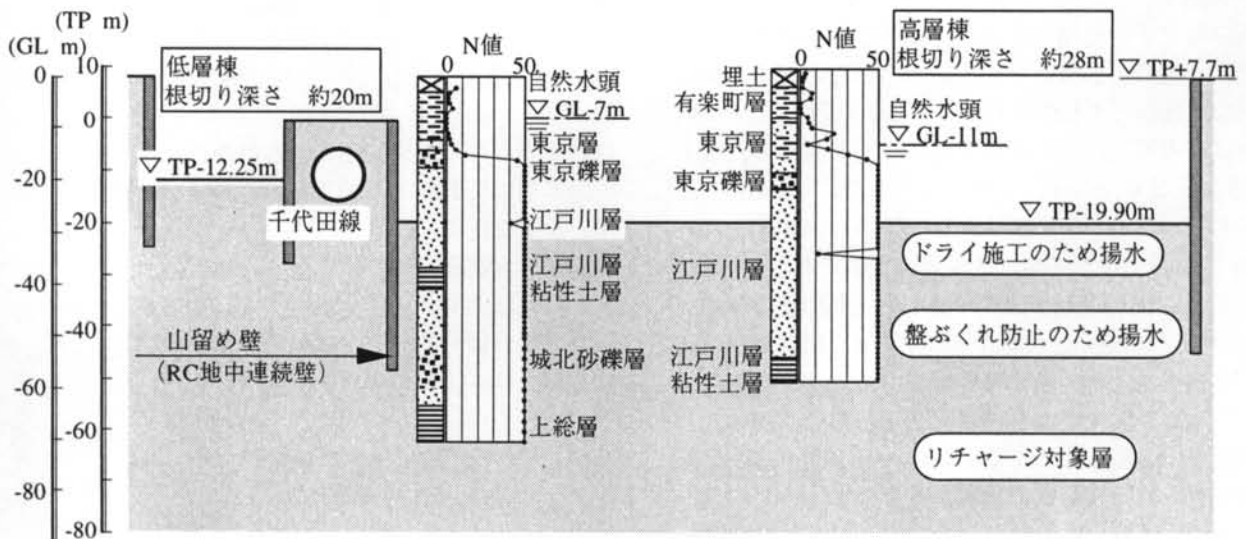 (TP m)
(GL m)
10
0
-20
-40
-60
-80
0
-20
-40
-60
-80
低層棟
根切り深さ 約20m
▽ TP-12.25m
千代田線
山留め壁
(RC地中連続壁)
N値
0 50
自然水頭
▽ GL-7m
東京層
東京礫層
江戸川層
江戸川層
粘性土層
城北砂礫層
上総層
N値
0 50
埋土
有楽町層
東京層
東京礫層
江戸川層
江戸川層
粘性土層
高層棟
根切り深さ 約28m
自然水頭
▽ GL-11m
▽ TP+7.7m
▽ TP-19.90m
ドライ施工のため揚水
盤ぶくれ防止のため揚水
リチャージ対象層